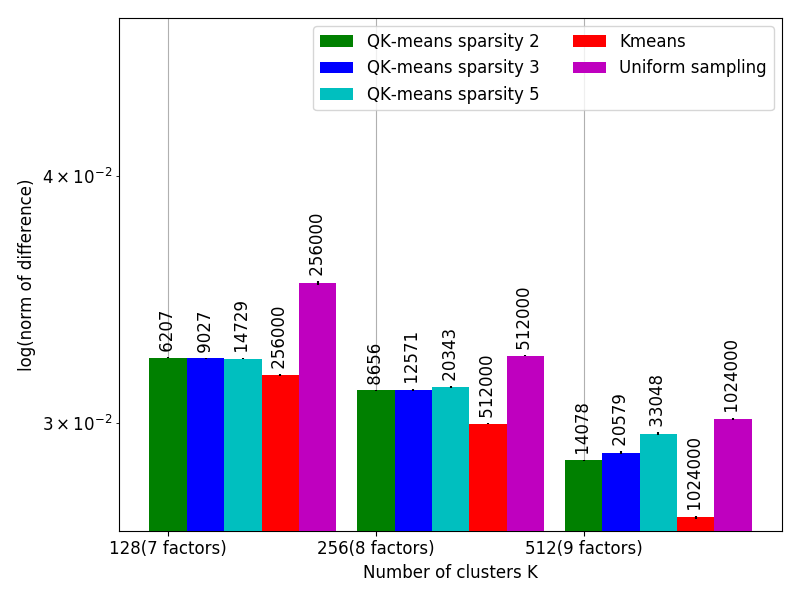 QK-means sparsity 2
QK-means sparsity 3
QK-means sparsity 5
Kmeans
Uniform sampling
log(norm of difference)
4 × 10⁻²
3 × 10⁻²
6207
9027
14729
256000
256000
8656
12571
20343
512000
512000
14078
20579
33048
1024000
1024000
128(7 factors)
256(8 factors)
512(9 factors)
Number of clusters K